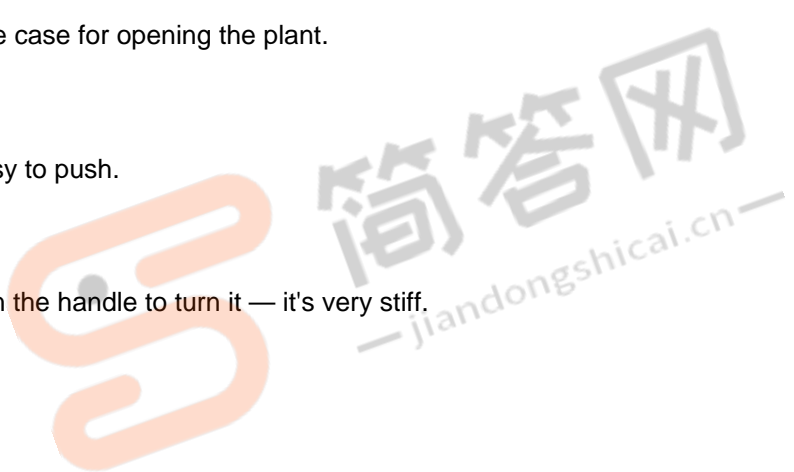 case for opening the plant.
to push.
the handle to turn it — it's very stiff.
简答网
— jiandongshicai.cn —